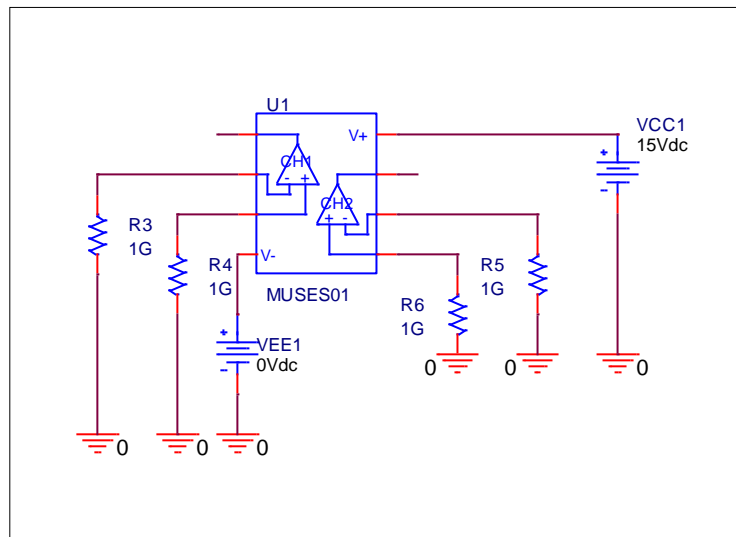 U1
V+
VCC1
15Vdc
CH1
- +
CH2
+ -
R3
1G
R4
1G
V-
R5
1G
MUSES01
R6
1G
+
-
VEE1
0Vdc
+
-
0
0
0
0
0
0